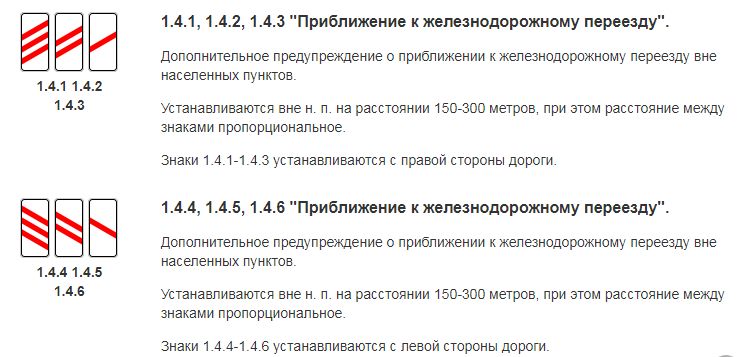 1.4.1, 1.4.2, 1.4.3 "Приближение к железнодорожному переезду".
1.4.1 1.4.2
1.4.3
Дополнительное предупреждение о приближении к железнодорожному переезду вне
населенных пунктов.
Устанавливаются вне н. п. на расстоянии 150-300 метров, при этом расстояние между
знаками пропорциональное.
Знаки 1.4.1-1.4.3 устанавливаются с правой стороны дороги.
1.4.4, 1.4.5, 1.4.6 "Приближение к железнодорожному переезду".
1.4.4 1.4.5
1.4.6
Дополнительное предупреждение о приближении к железнодорожному переезду вне
населенных пунктов.
Устанавливаются вне н. п. на расстоянии 150-300 метров, при этом расстояние между
знаками пропорциональное.
Знаки 1.4.4-1.4.6 устанавливаются с левой стороны дороги.